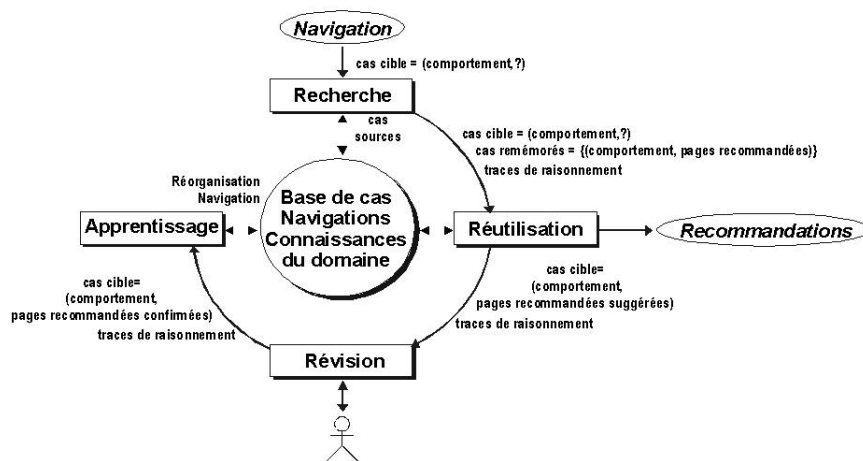 Navigation
cas cible = (comportement,?)
Recherche
cas
sources
cas cible = (comportement,?)
cas remémorés = {(comportement, pages recommandées)}
traces de raisonnement
Réorganisation
Navigation
Base de cas
Navigations
Connaissances
du domaine
Apprentissage
Réutilisation
Recommandations
cas cible=
(comportement,
pages recommandées confirmées)
traces de raisonnement
cas cible=
(comportement,
pages recommandées suggérées)
traces de raisonnement
Révision